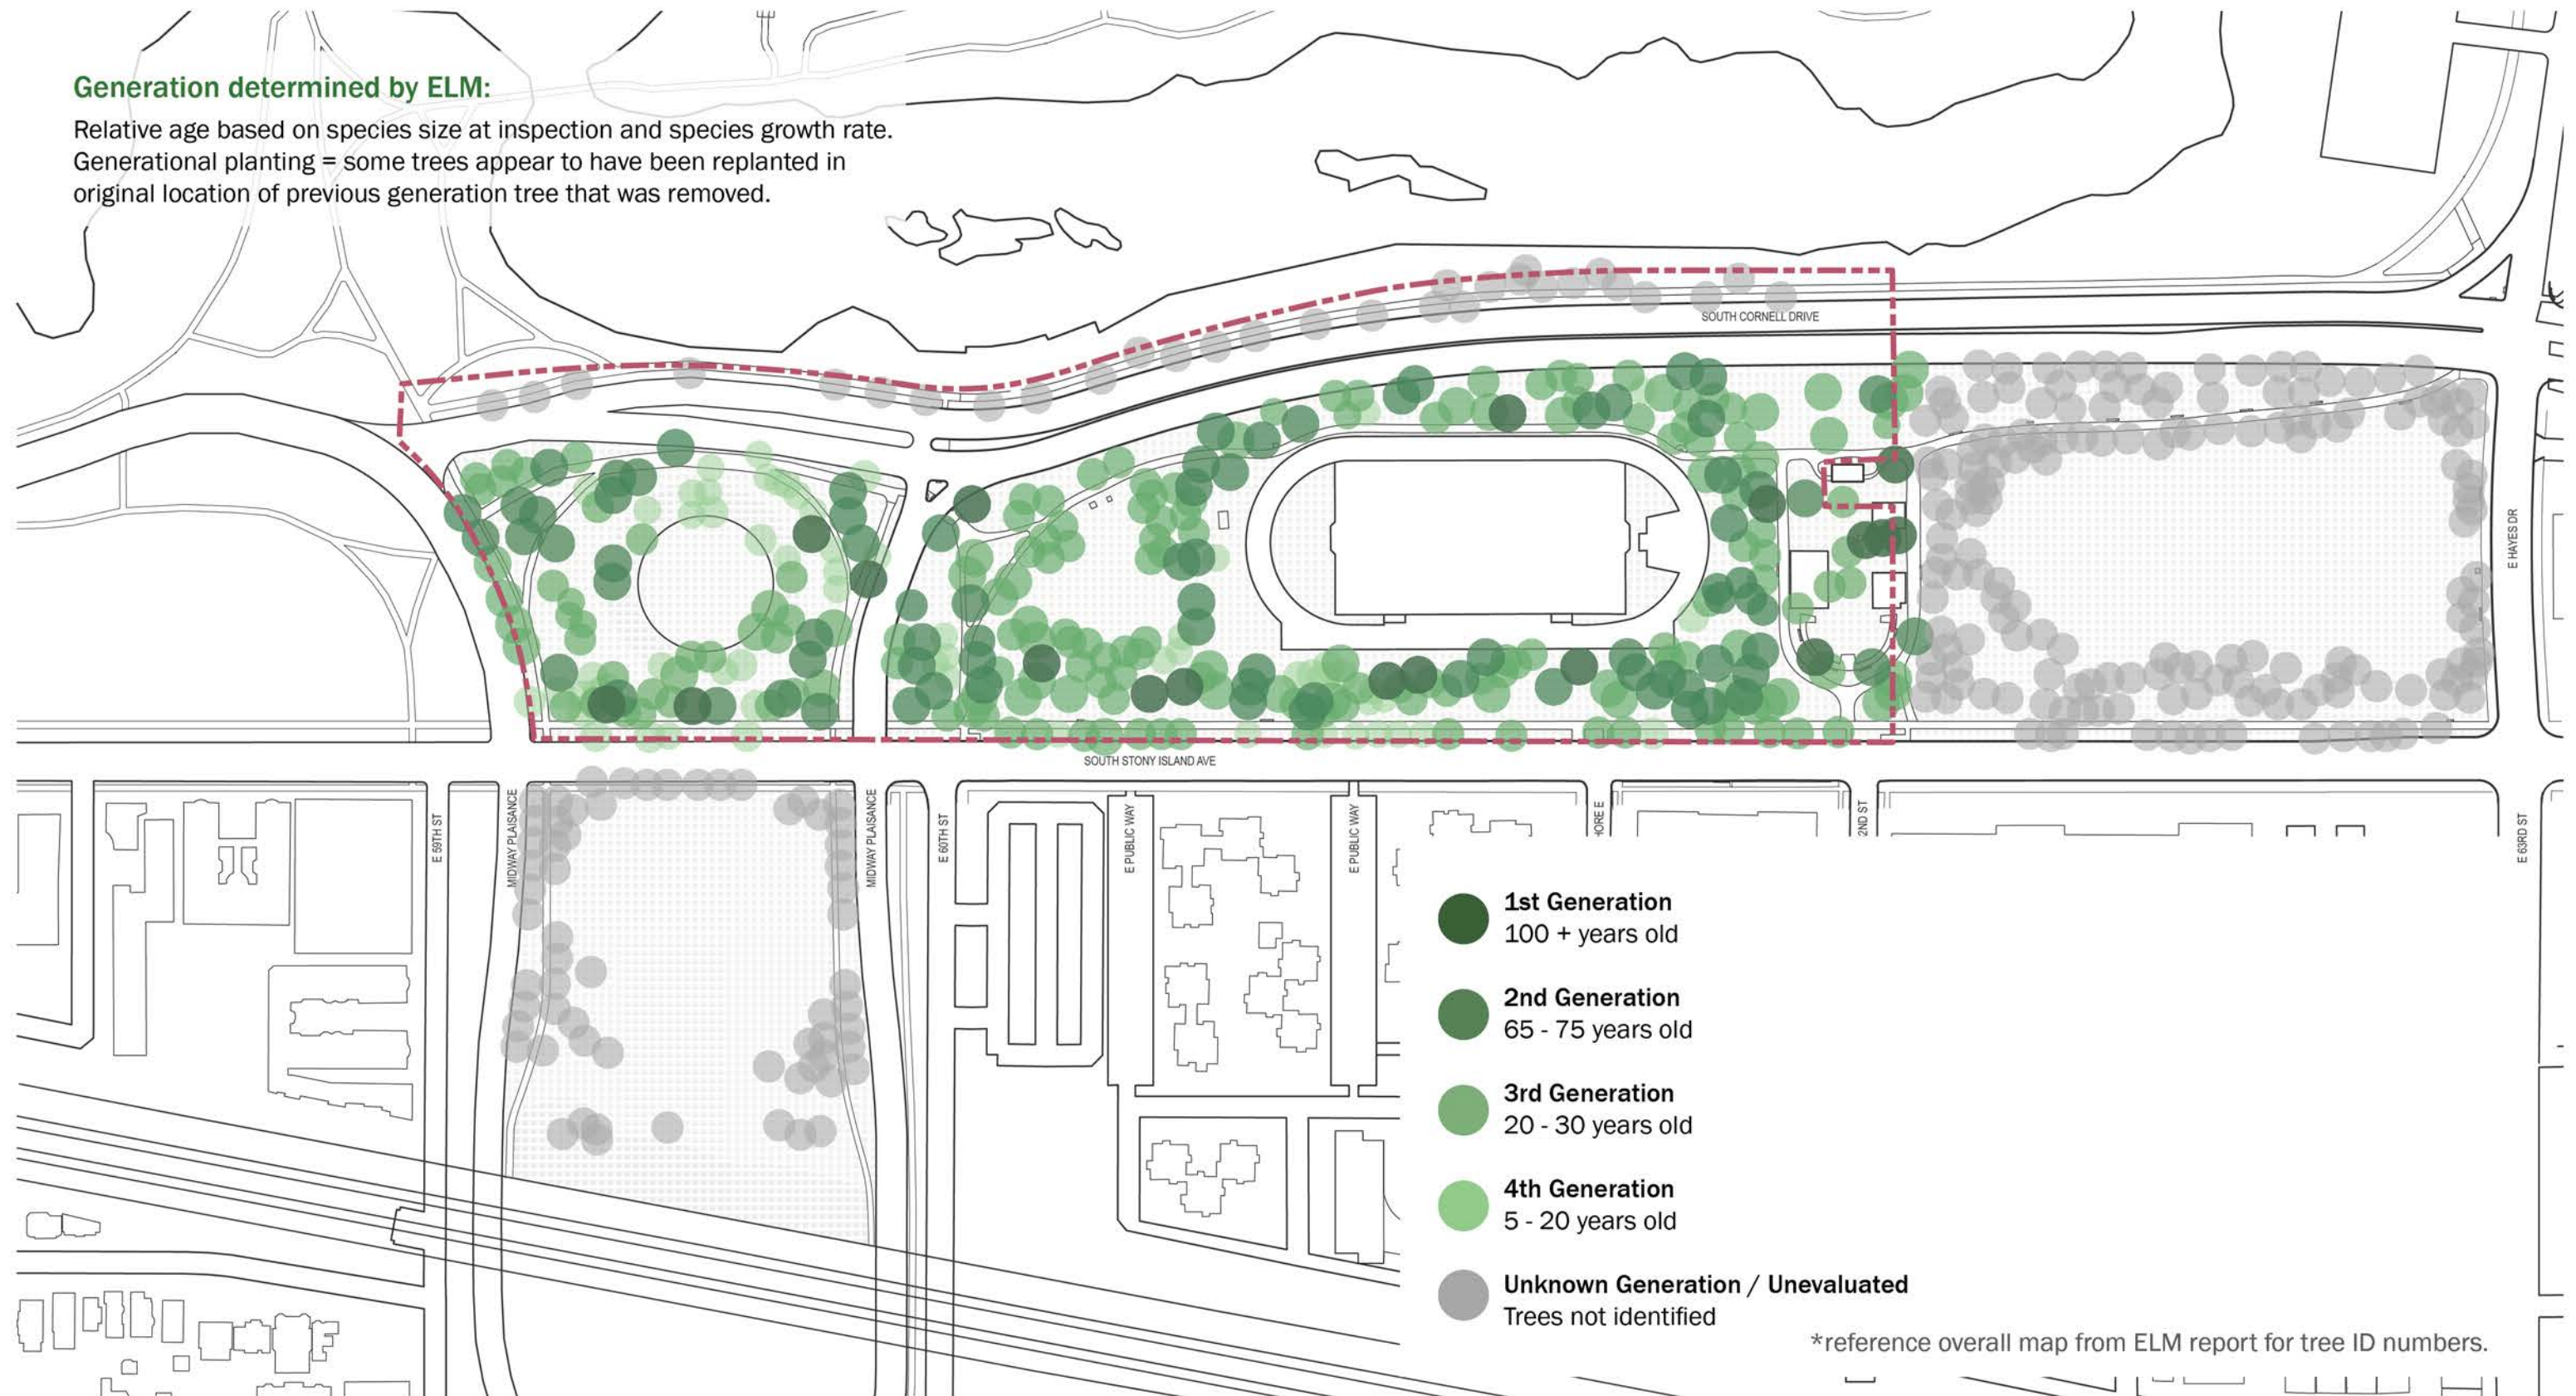 Generation determined by ELM:
Relative age based on species size at inspection and species growth rate.
Generational planting = some trees appear to have been replanted in
original location of previous generation tree that was removed.
SOUTH CORNELL DRIVE
E HAYES DR
SOUTH STONY ISLAND AVE
E 59TH ST
MIDWAY PLAISANCE
MIDWAY PLAISANCE
E 60TH ST
E PUBLIC WAY
E PUBLIC WAY
HORE E
2ND ST
E 63RD ST
1st Generation
100 + years old
2nd Generation
65 - 75 years old
3rd Generation
20 - 30 years old
4th Generation
5 - 20 years old
Unknown Generation / Unevaluated
Trees not identified
*reference overall map from ELM report for tree ID numbers.